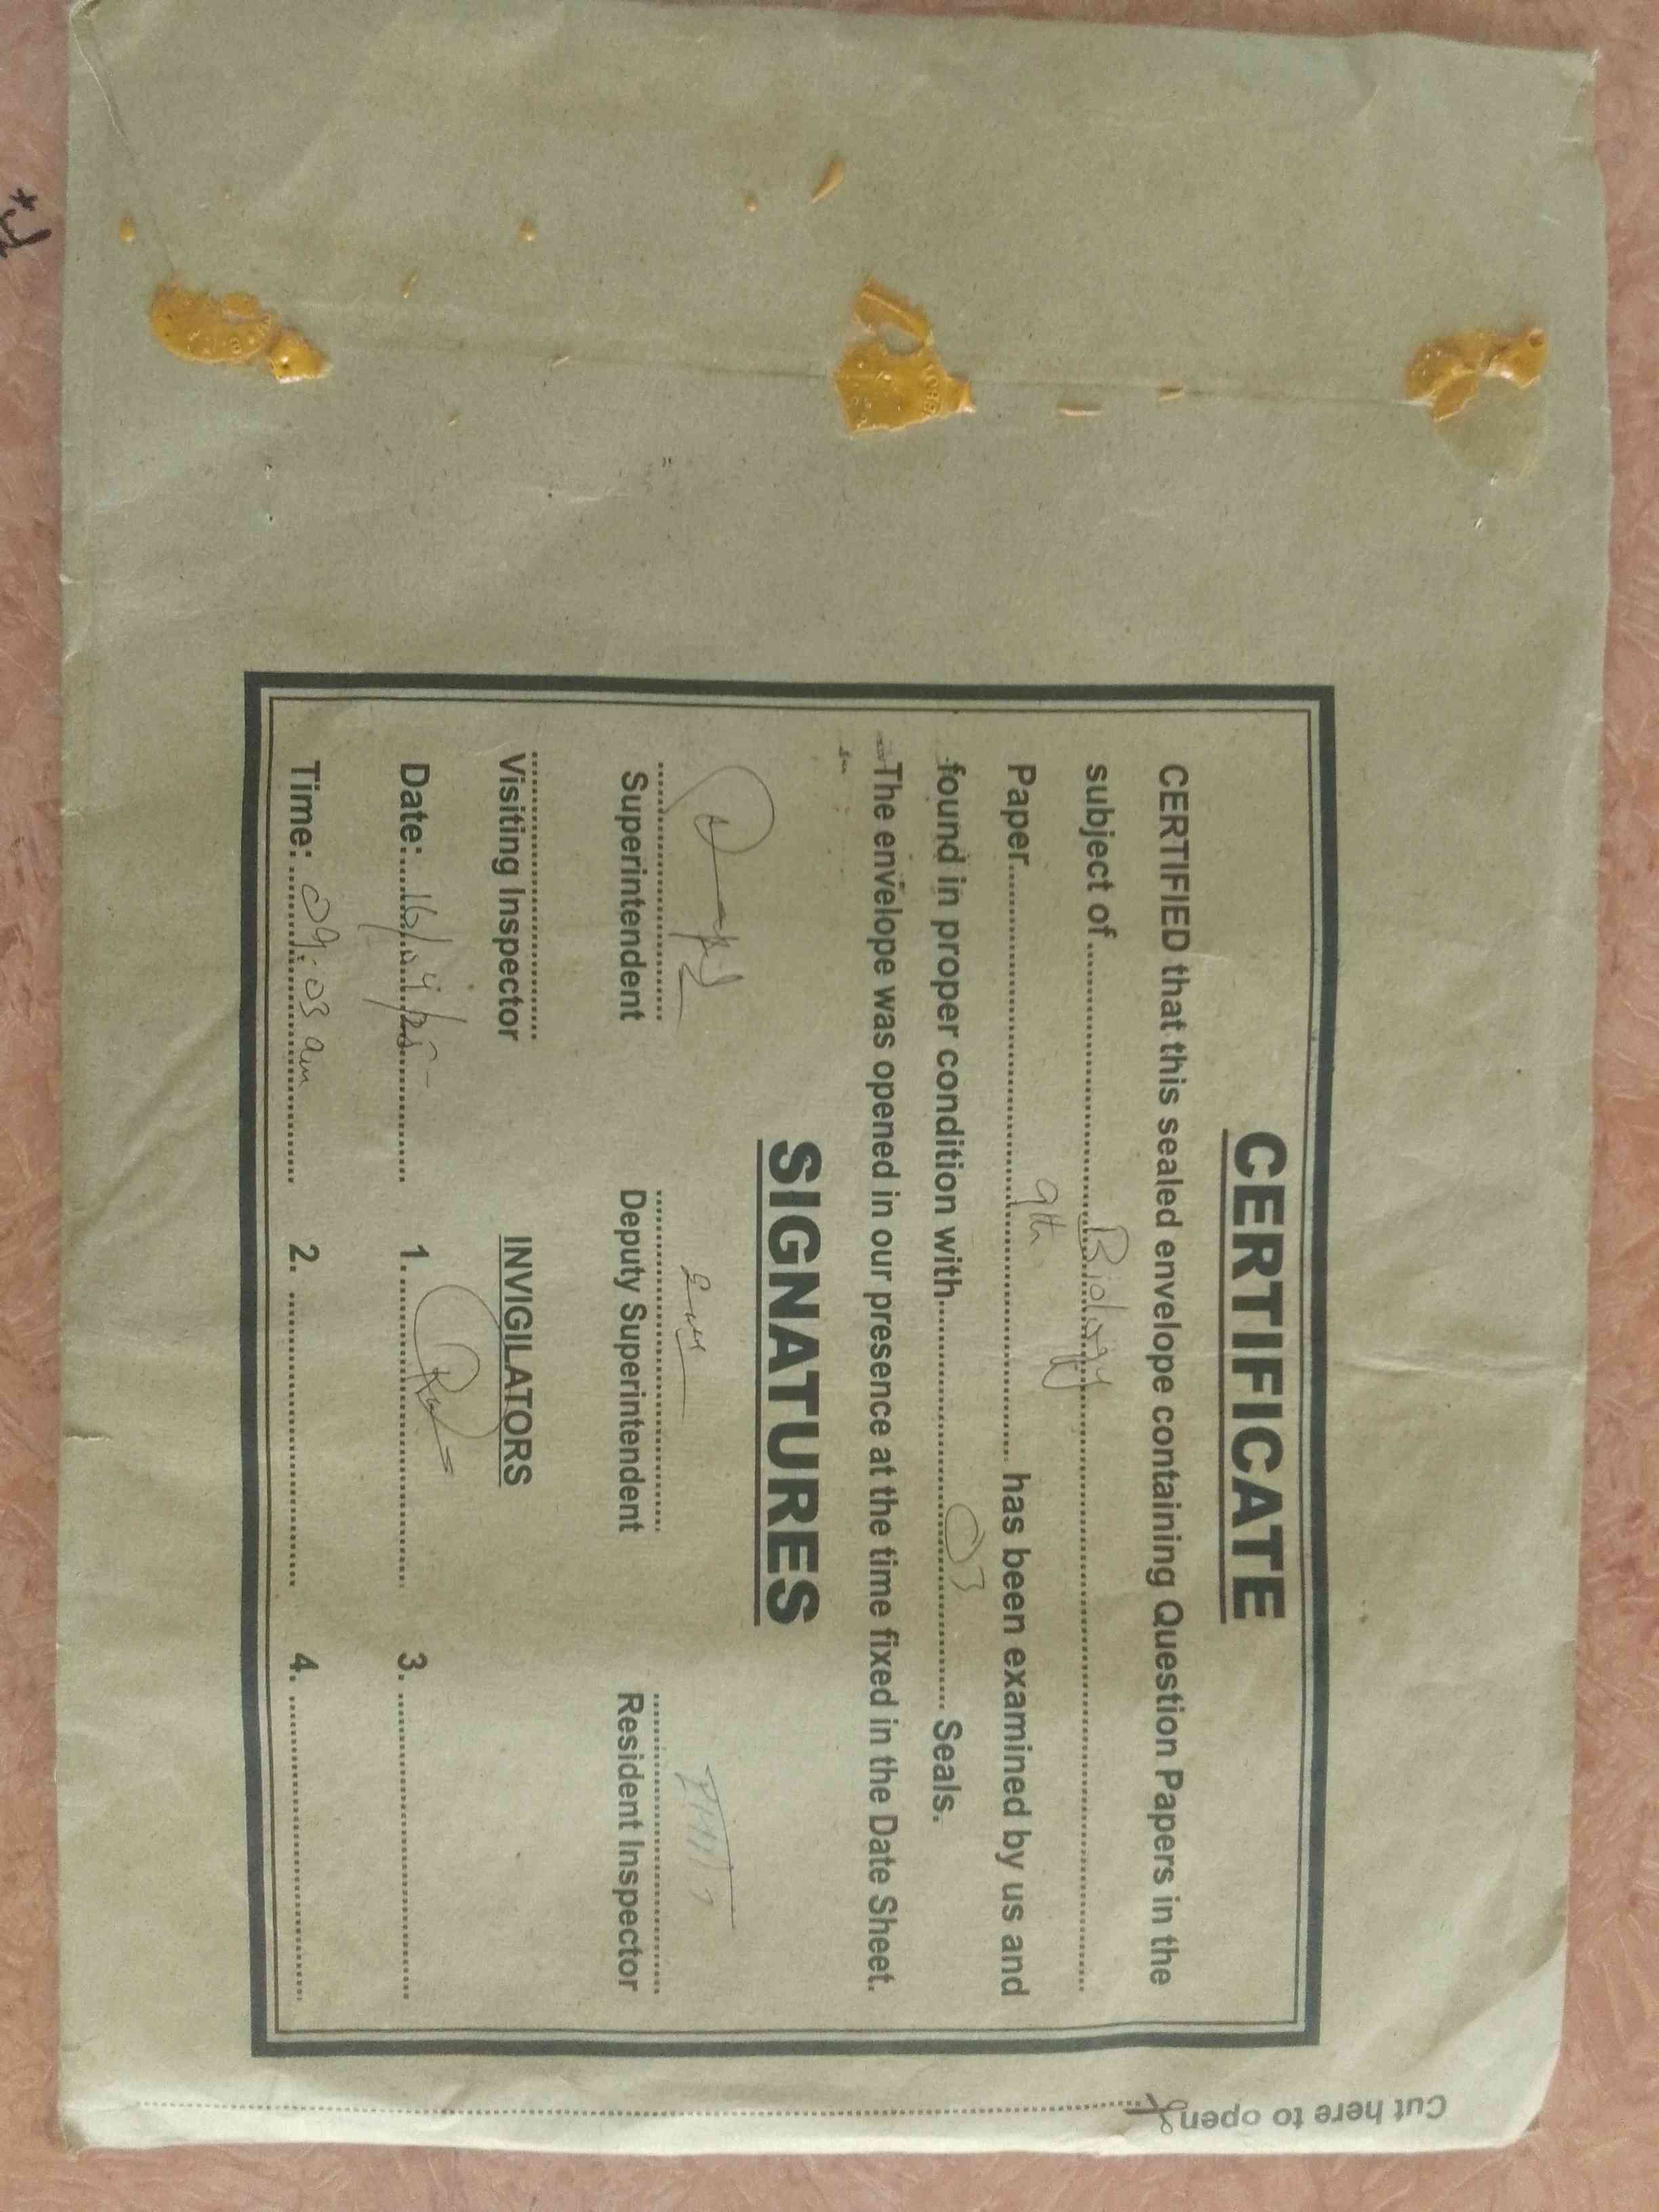 CERTIFICATE
CERTIFIED that this sealed envelope containing Question Papers in the
subject of.......... Biology ..........
Paper.......... 9th .......... has been examined by us and
found in proper condition with.......... 03 .......... Seals.
The envelope was opened in our presence at the time fixed in the Date Sheet.
SIGNATURES
Superintendent Deputy Superintendent Resident Inspector
Visiting Inspector INVIGILATORS
Date: 16/04/25 1. .......... 3. ..........
Time: 09:03 am 2. .......... 4. ..........
Cut here to open